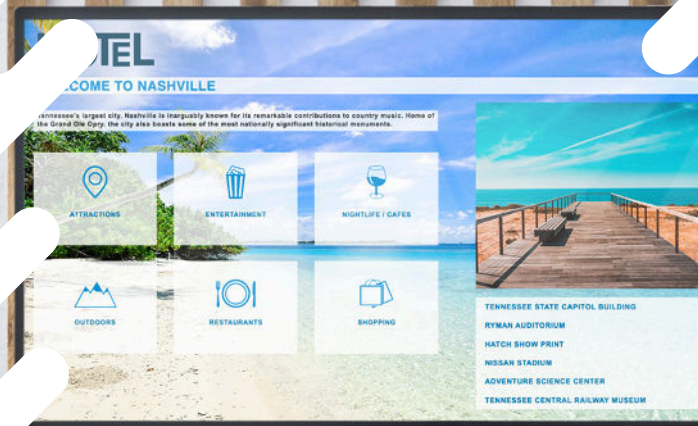 TEL
COME TO NASHVILLE
Tennessee's largest city, Nashville is inarguably known for its remarkable contributions to country music. Home of
the Grand Ole Opry, the city also boasts some of the most nationally significant historical monuments.
ATTRACTIONS
ENTERTAINMENT
NIGHTLIFE / CAFES
OUTDOORS
RESTAURANTS
SHOPPING
TENNESSEE STATE CAPITOL BUILDING
RYMAN AUDITORIUM
HATCH SHOW PRINT
NISSAN STADIUM
ADVENTURE SCIENCE CENTER
TENNESSEE CENTRAL RAILWAY MUSEUM